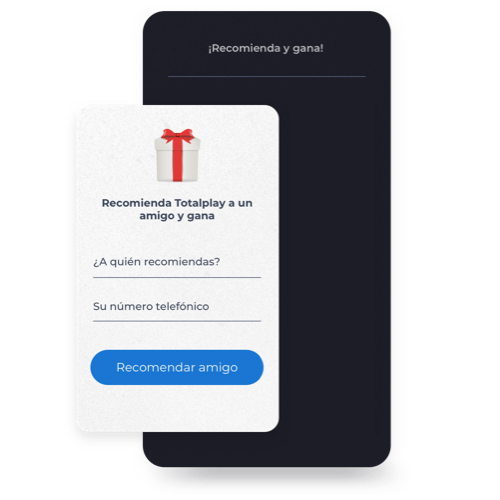 ¡Recomienda y gana!
Recomienda Totalplay a un
amigo y gana
¿A quién recomiendas?
Su número telefónico
Recomendar amigo